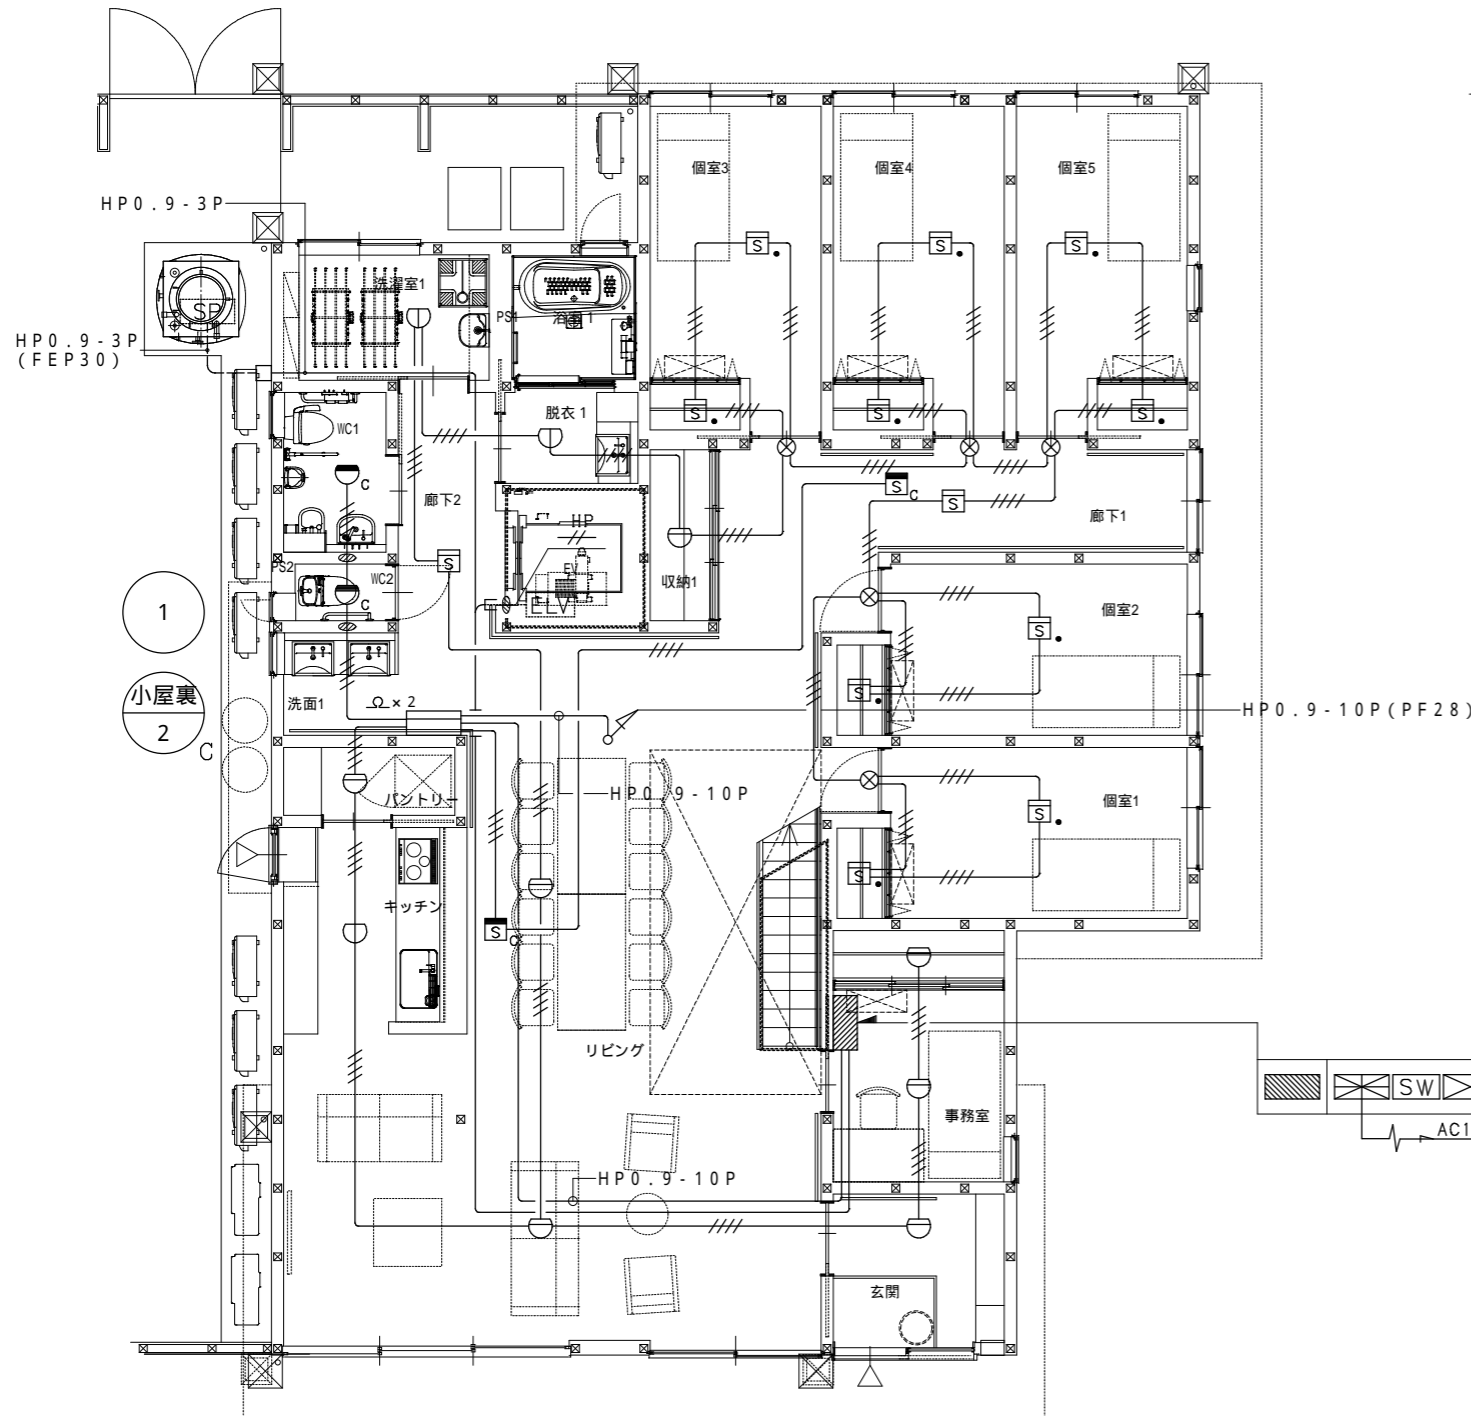 個室3
個室4
個室5
HP0.9-3P
S
S
S
洗濯室1
PS1
浴室1
SP
HP0.9-3P
(FEP30)
脱衣1
S
S
S
WC1
C
廊下2
S
C
S
廊下1
HP
PS2
WC2
S
EV
収納1
C
ELV
個室2
S
1
S
小屋裏
2
洗面1
Ω×2
HP0.9-10P(PF28)
C
パントリー
HP0.9-10P
S
個室1
S
キッチン
S
C
リビング
SW
事務室
AC1
HP0.9-10P
玄関